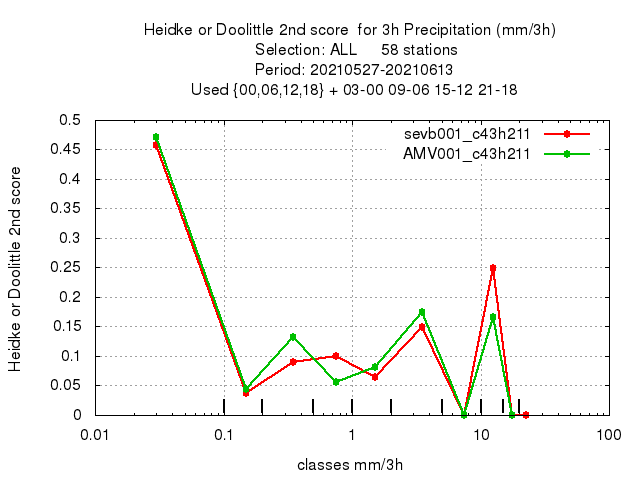 Heidke or Doolittle 2nd score  for 3h Precipitation (mm/3h)
Selection: ALL     58 stations
Period: 20210527-20210613
Used {00,06,12,18} + 03-00 09-06 15-12 21-18
sevb001_c43h211
AMV001_c43h211
0.5
0.45
0.4
0.35
0.3
0.25
0.2
0.15
0.1
0.05
0
Heidke or Doolittle 2nd score
0.01 0.1 1 10 100
classes mm/3h